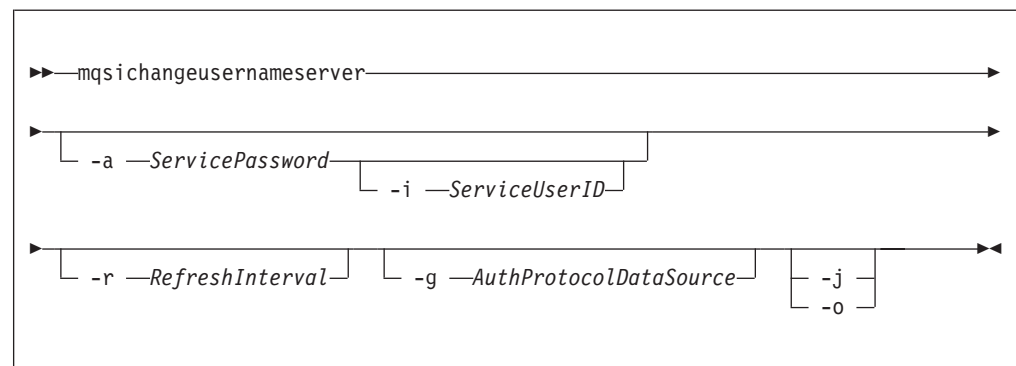 mqsichangeusernameserver
-a ServicePassword
-i ServiceUserID
-r RefreshInterval -g AuthProtocolDataSource -j
-o